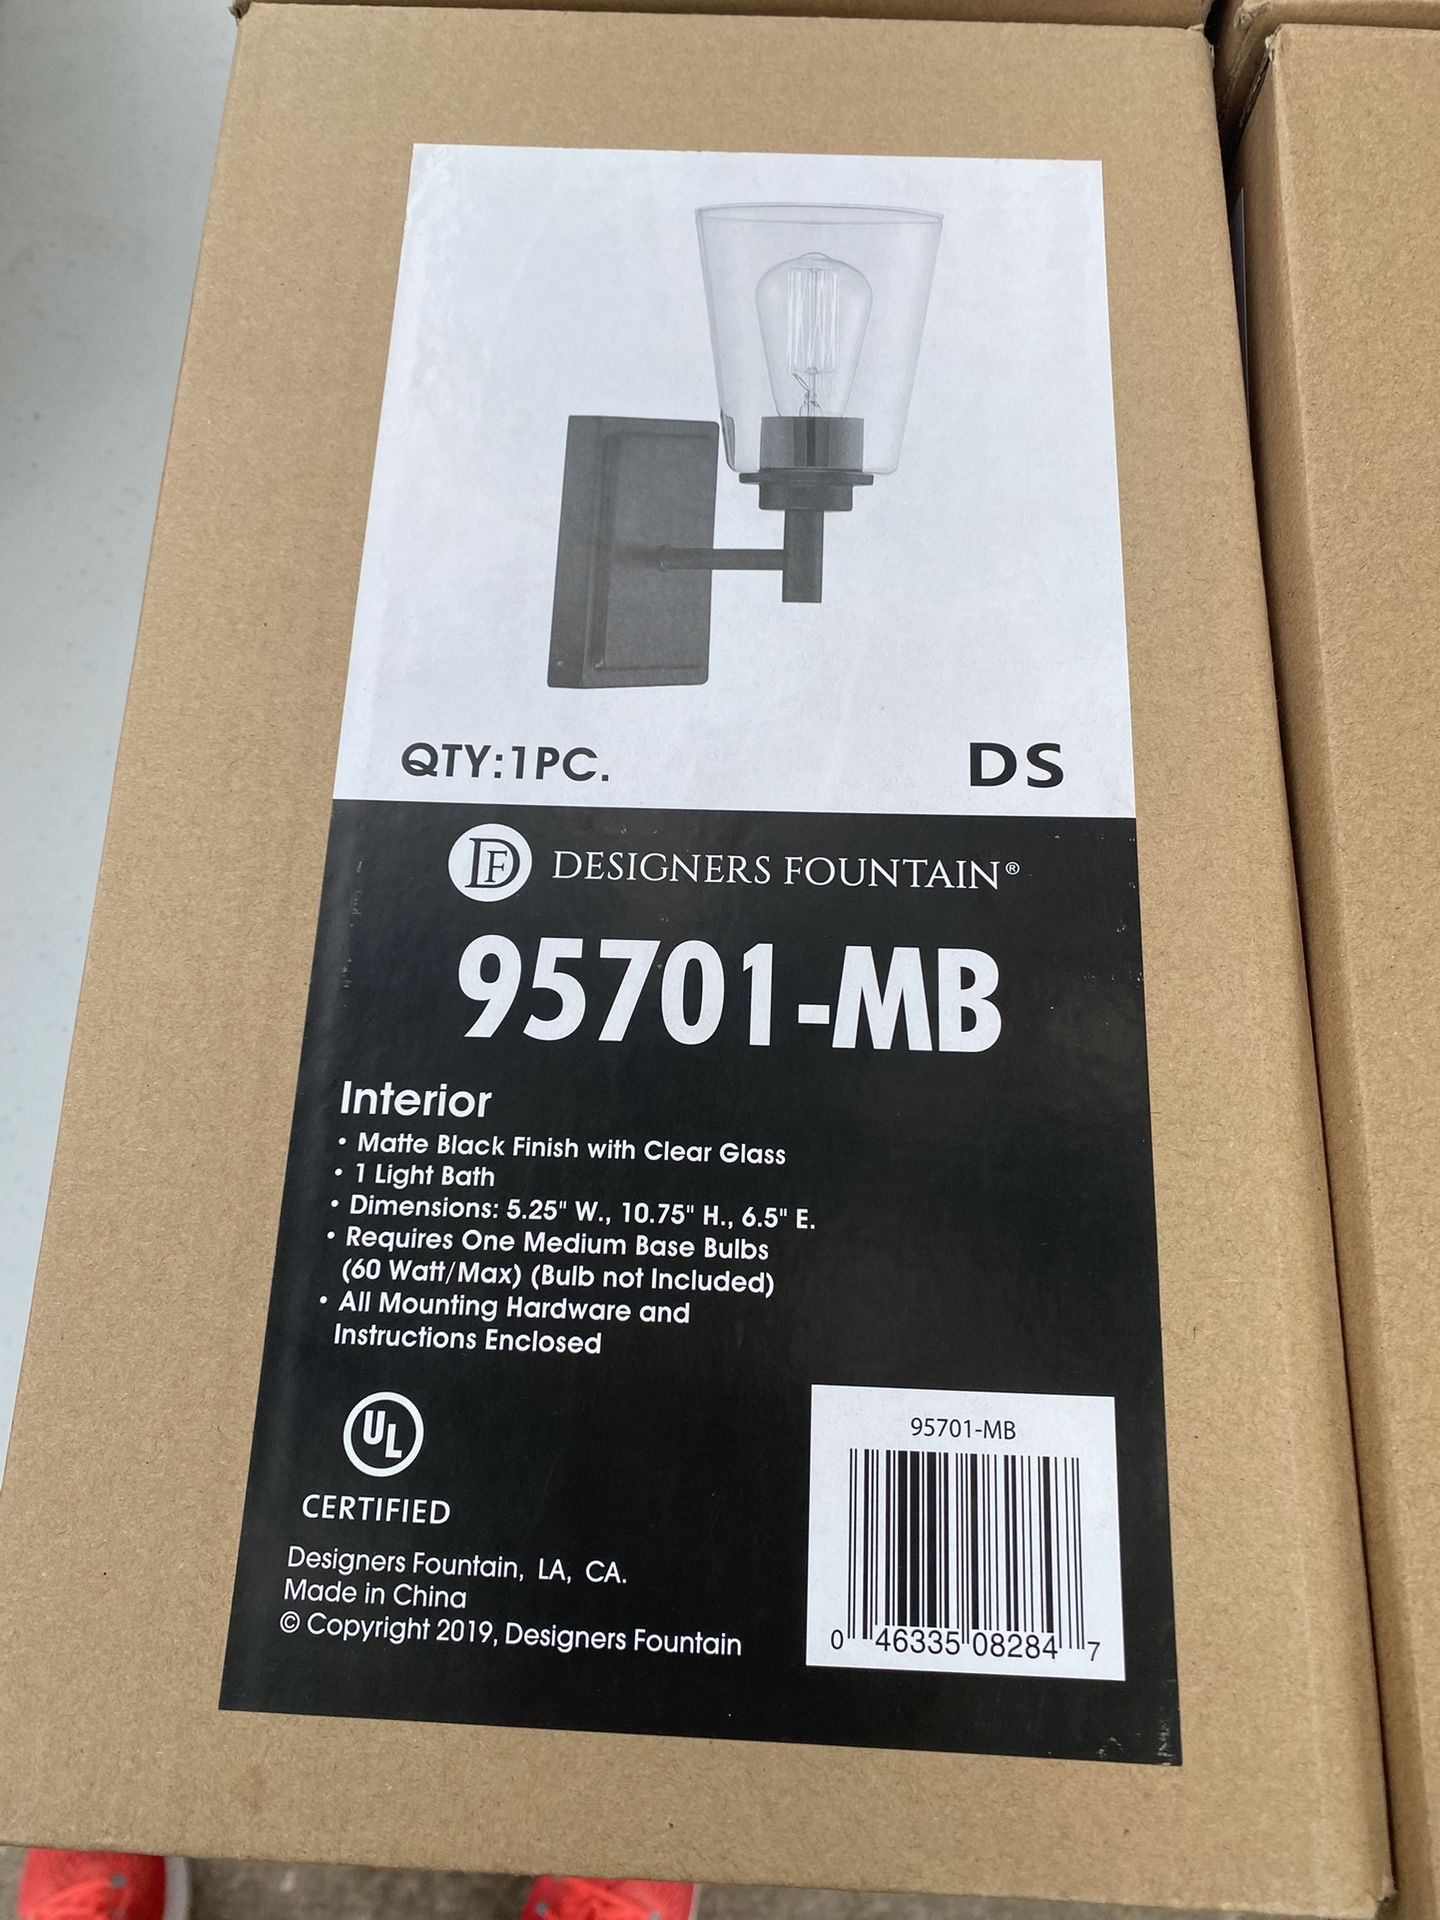 QTY:1PC.
DS
DF DESIGNERS FOUNTAIN®
95701-MB
Interior
• Matte Black Finish with Clear Glass
• 1 Light Bath
• Dimensions: 5.25" W., 10.75" H., 6.5" E.
• Requires One Medium Base Bulbs
(60 Watt/Max) (Bulb not Included)
• All Mounting Hardware and
Instructions Enclosed
UL
CERTIFIED
Designers Fountain, LA, CA.
Made in China
© Copyright 2019, Designers Fountain
95701-MB
0 46335 08284 7